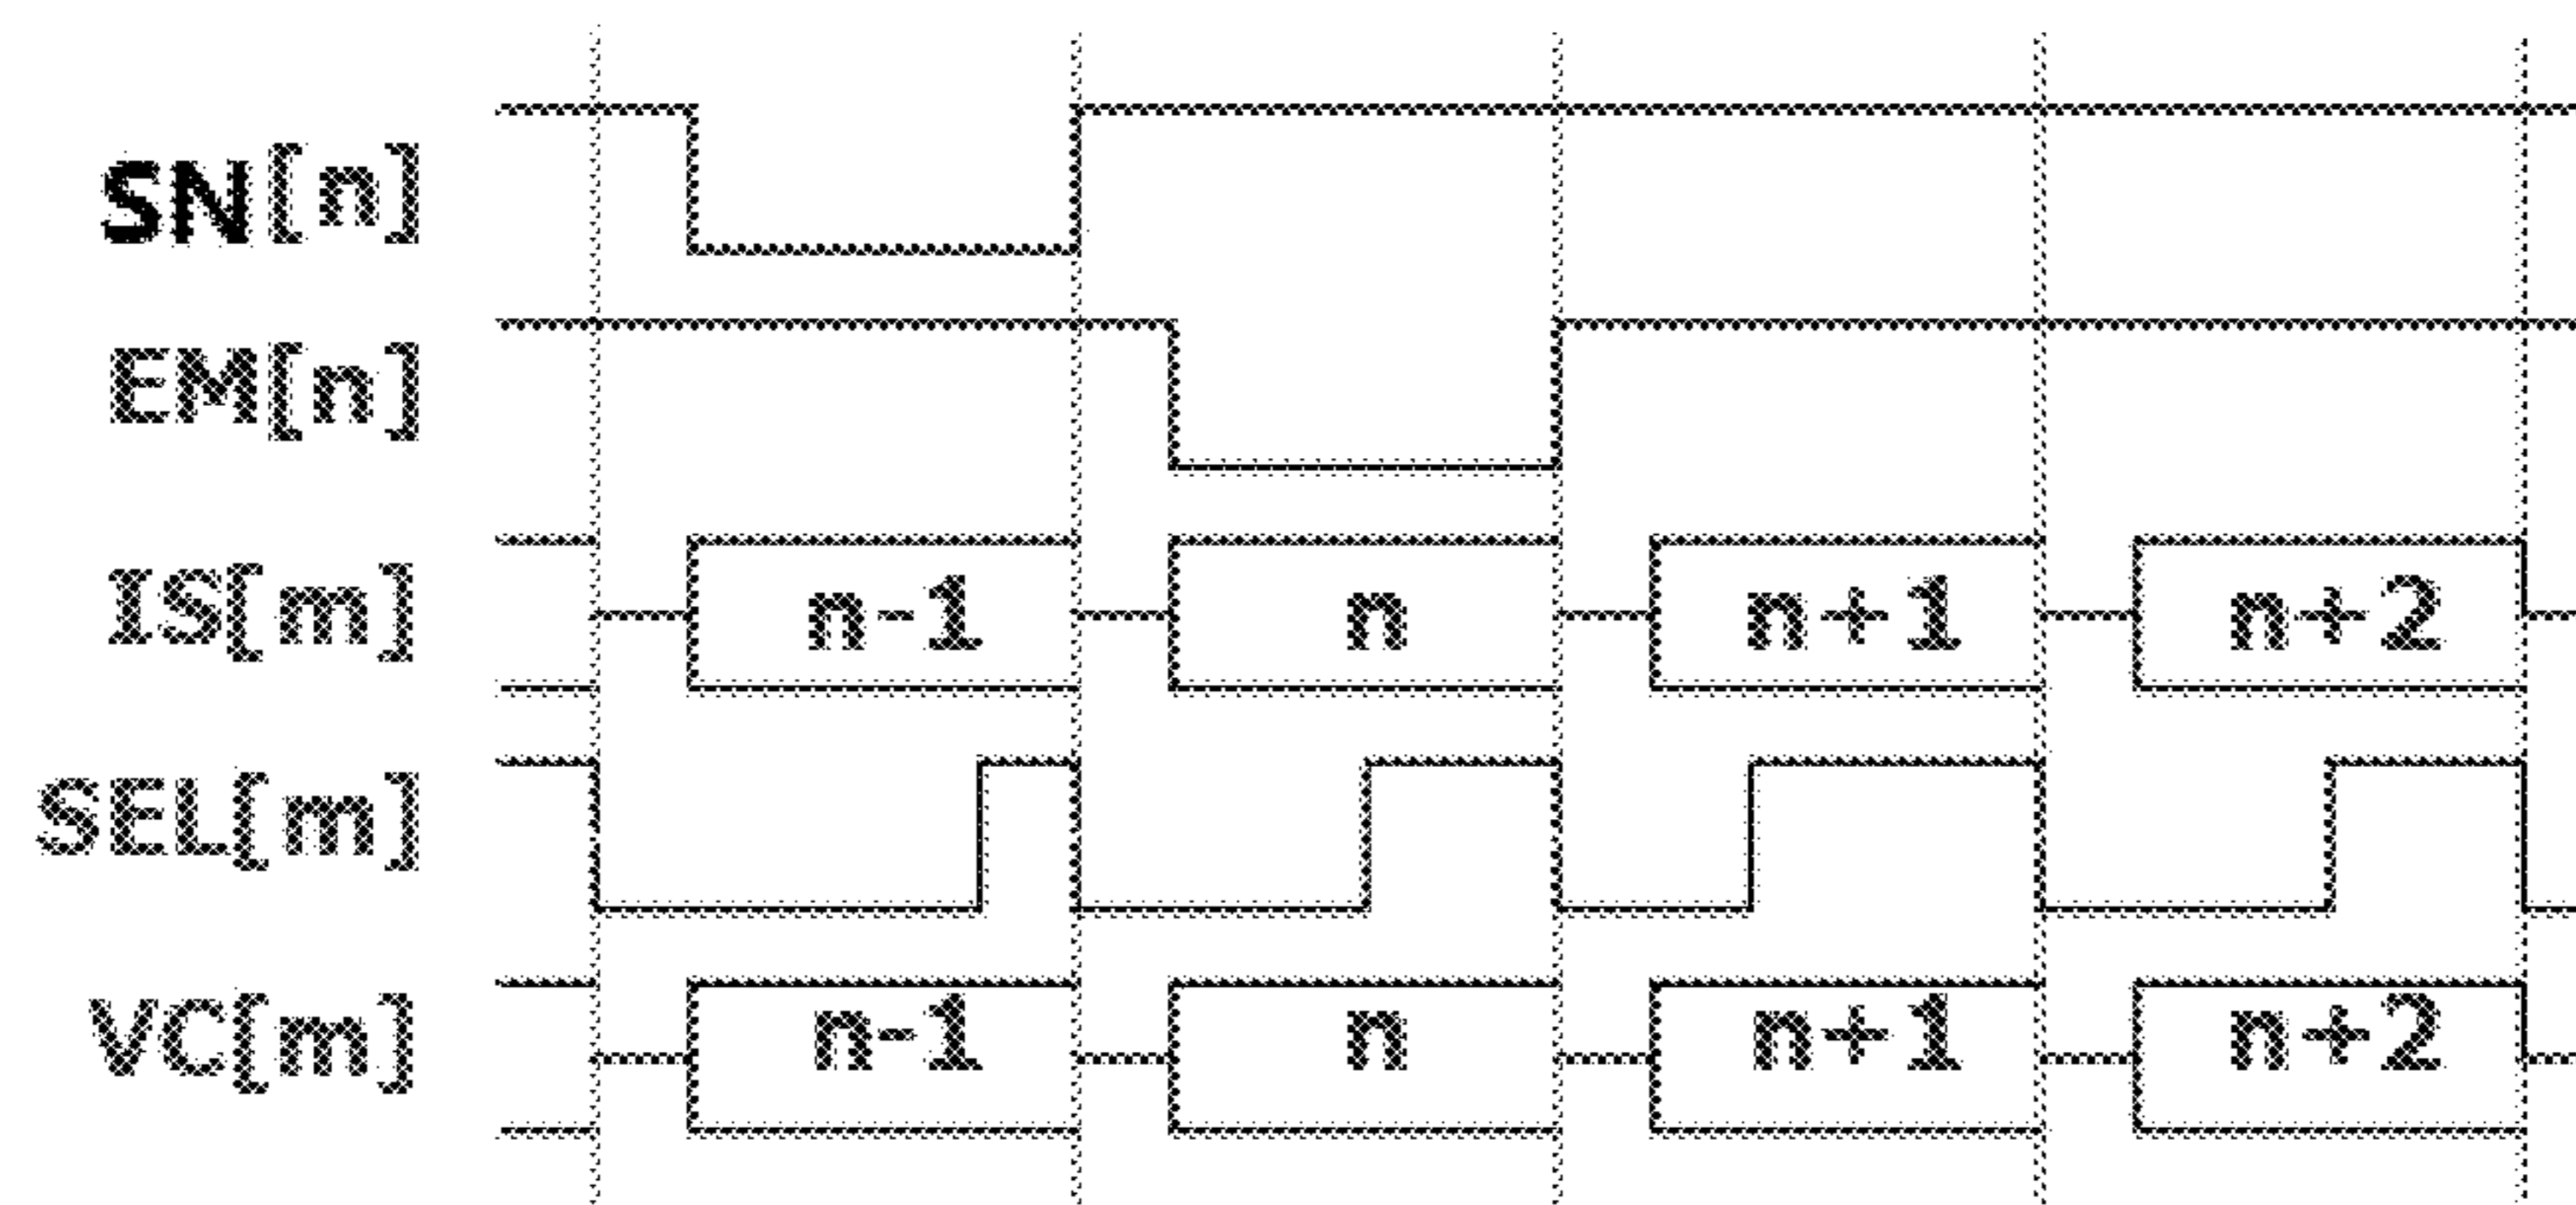 SN[n]
EM[n]
IS[m] n-1 n n+1 n+2
SEL[m]
VC[m] n-1 n n+1 n+2